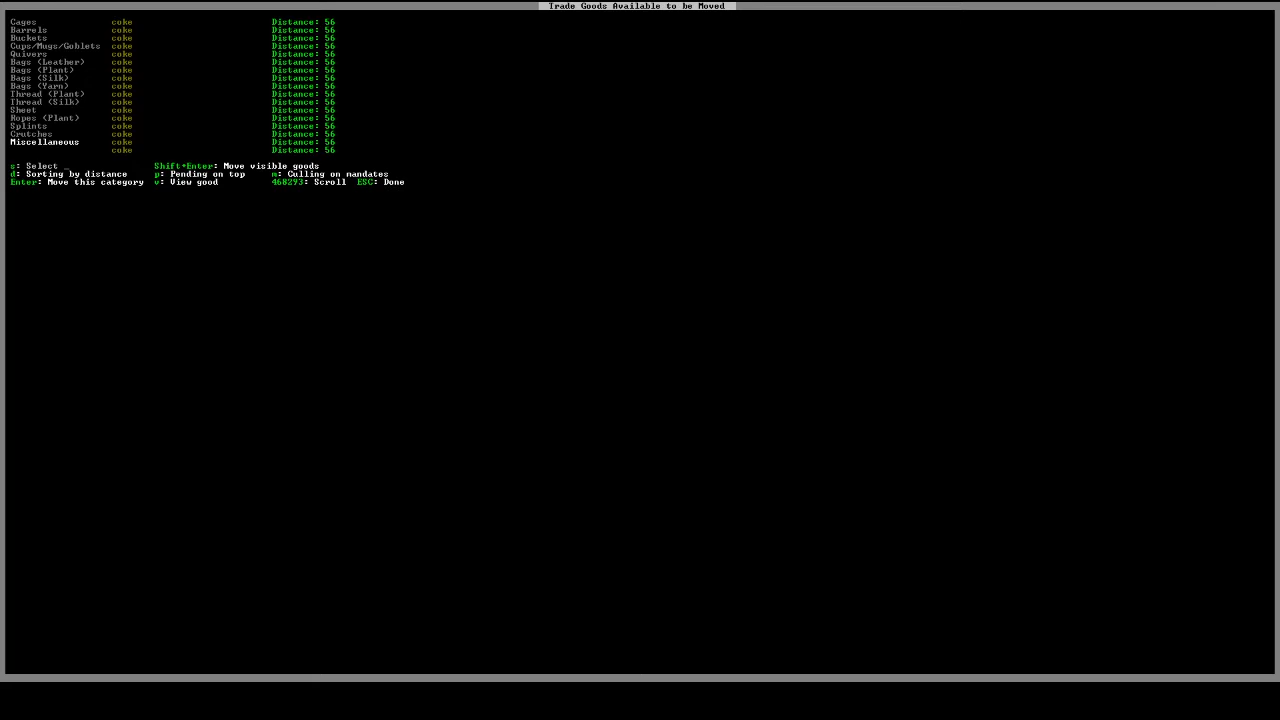 Trade Goods Available to be Moved
Cages coke Distance: 56
Barrels coke Distance: 56
Buckets coke Distance: 56
Cups/Mugs/Goblets coke Distance: 56
Quivers coke Distance: 56
Bags (Leather) coke Distance: 56
Bags (Plant) coke Distance: 56
Bags (Silk) coke Distance: 56
Bags (Yarn) coke Distance: 56
Thread (Plant) coke Distance: 56
Thread (Silk) coke Distance: 56
Sheet coke Distance: 56
Ropes (Plant) coke Distance: 56
Splints coke Distance: 56
Crutches coke Distance: 56
Miscellaneous coke Distance: 56
coke Distance: 56
s: Select _ Shift+Enter: Move visible goods
d: Sorting by distance p: Pending on top m: Culling on mandates
Enter: Move this category v: View good 468293: Scroll ESC: Done